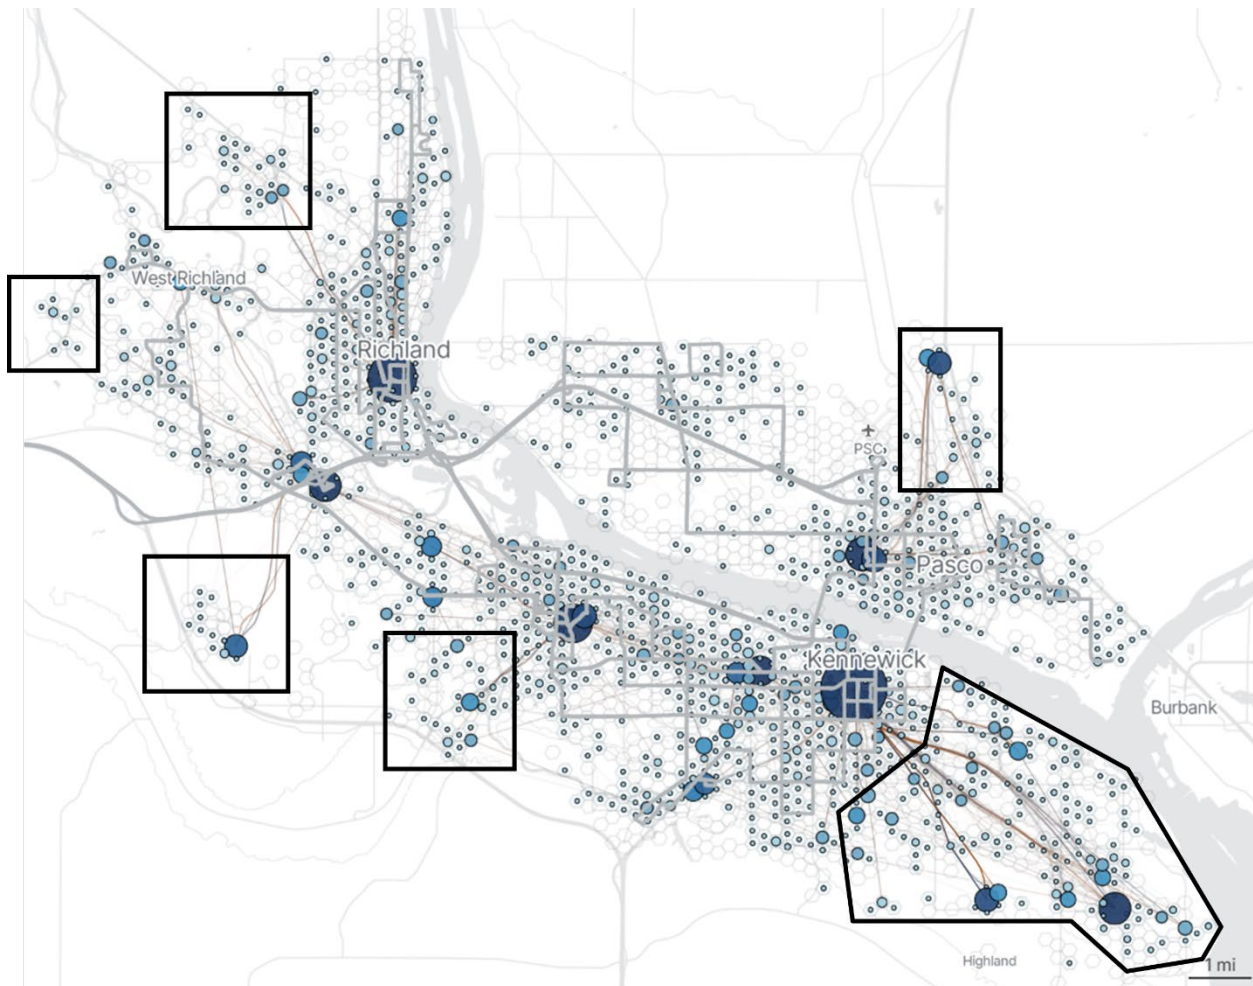 West Richland
Richland
PSC
Pasco
Kennewick
Burbank
Highland
1 mi